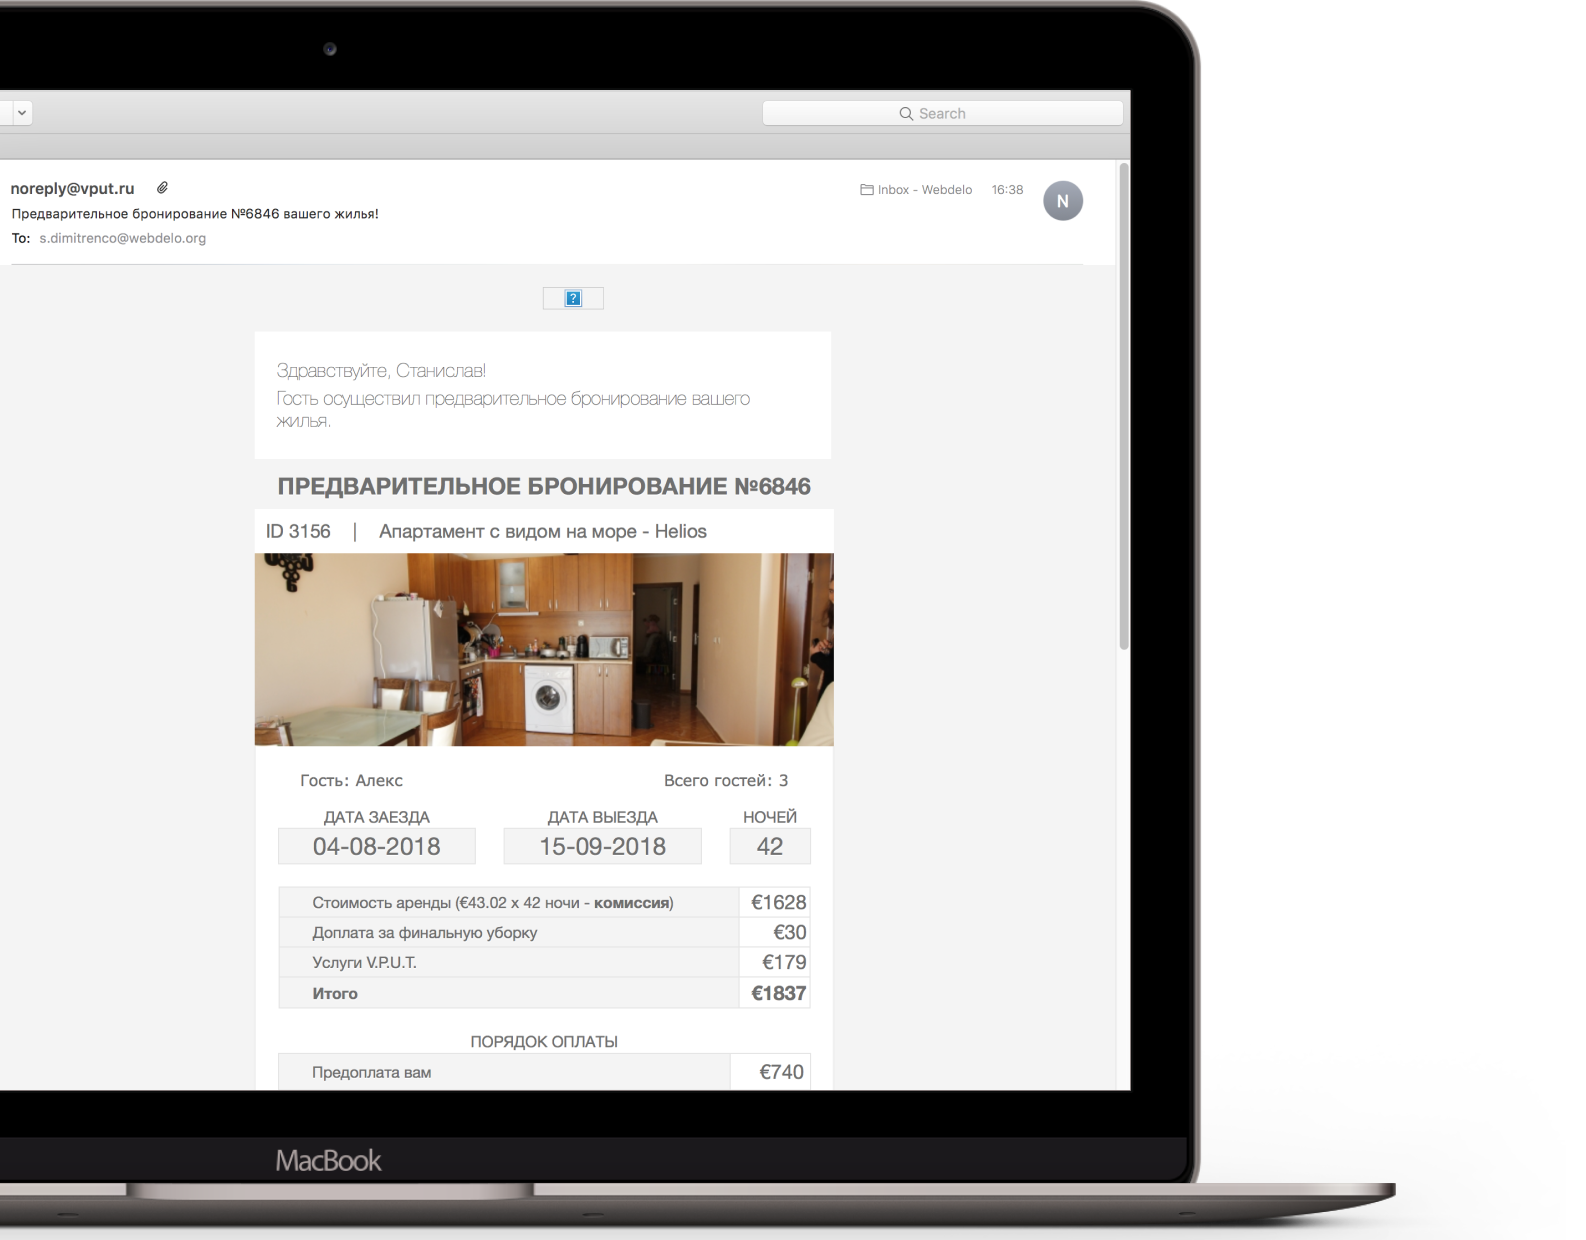 Search
noreply@vput.ru
Inbox - Webdelo 16:38
N
Предварительное бронирование №6846 вашего жилья!
To: s.dimitrenco@webdelo.org
?
Здравствуйте, Станислав!
Гость осуществил предварительное бронирование вашего
жилья.
ПРЕДВАРИТЕЛЬНОЕ БРОНИРОВАНИЕ №6846
ID 3156 | Апартамент с видом на море - Helios
Гость: Алекс Всего гостей: 3
ДАТА ЗАЕЗДА ДАТА ВЫЕЗДА НОЧЕЙ
04-08-2018 15-09-2018 42
Стоимость аренды (€43.02 x 42 ночи - комиссия) €1628
Доплата за финальную уборку €30
Услуги V.P.U.T. €179
Итого €1837
ПОРЯДОК ОПЛАТЫ
Предоплата вам €740
MacBook